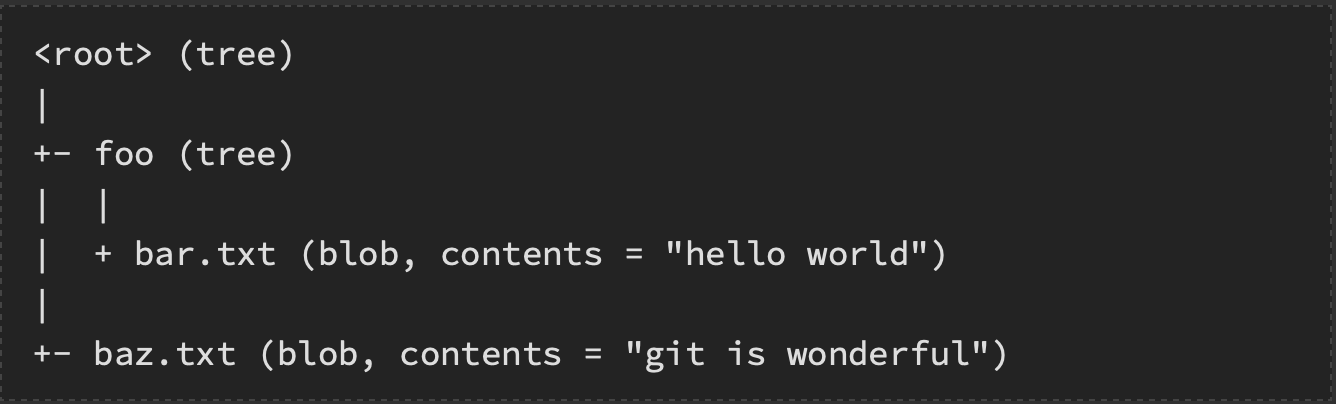 <root> (tree)
|
+- foo (tree)
|  |
|  + bar.txt (blob, contents = "hello world")
|
+- baz.txt (blob, contents = "git is wonderful")